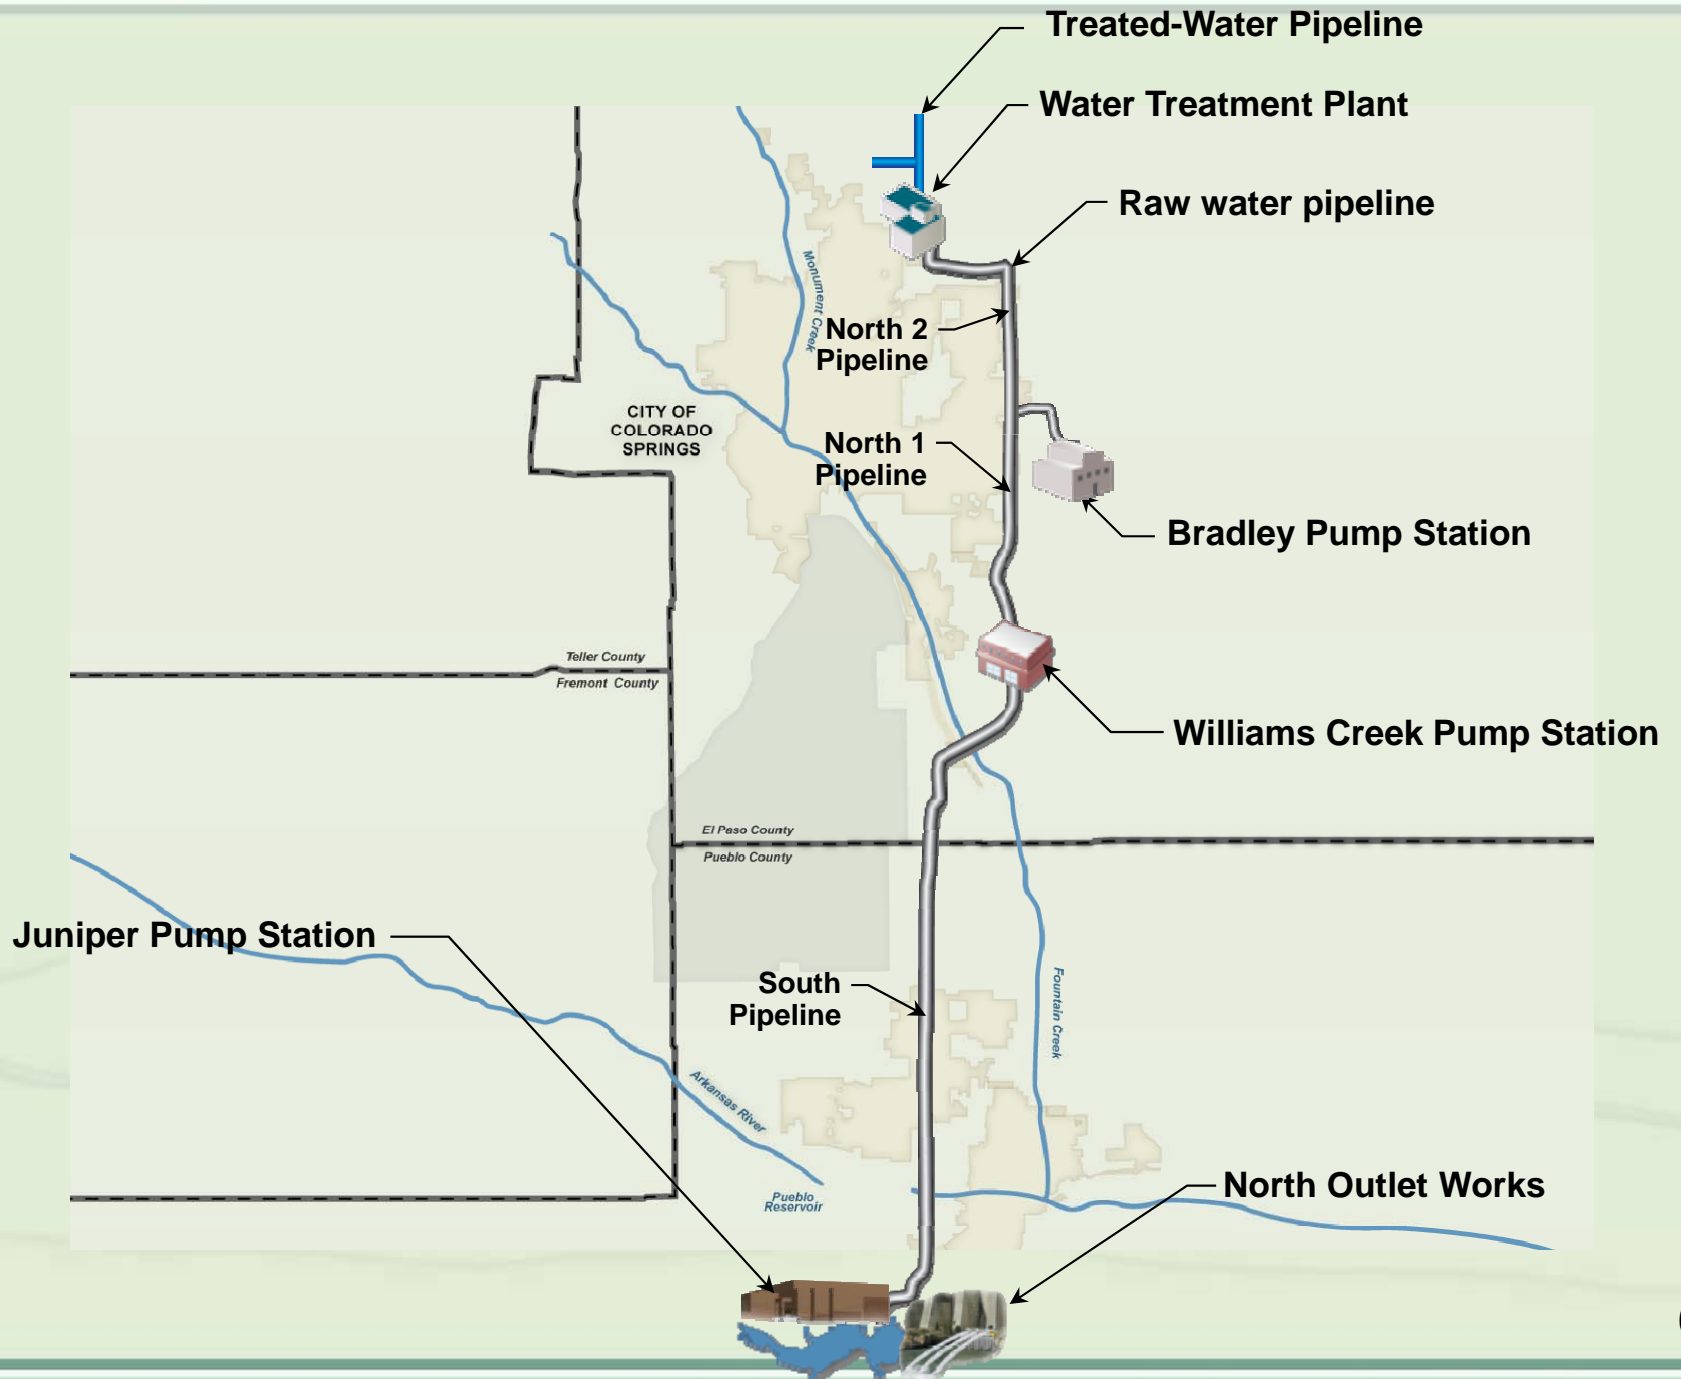 Treated-Water Pipeline
Water Treatment Plant
Raw water pipeline
Monument Creek
North 2
Pipeline
CITY OF
COLORADO
SPRINGS
North 1
Pipeline
Bradley Pump Station
Teller County
Fremont County
Williams Creek Pump Station
El Paso County
Pueblo County
Juniper Pump Station
South
Pipeline
Fountain Creek
Arkansas River
Pueblo
Reservoir
North Outlet Works